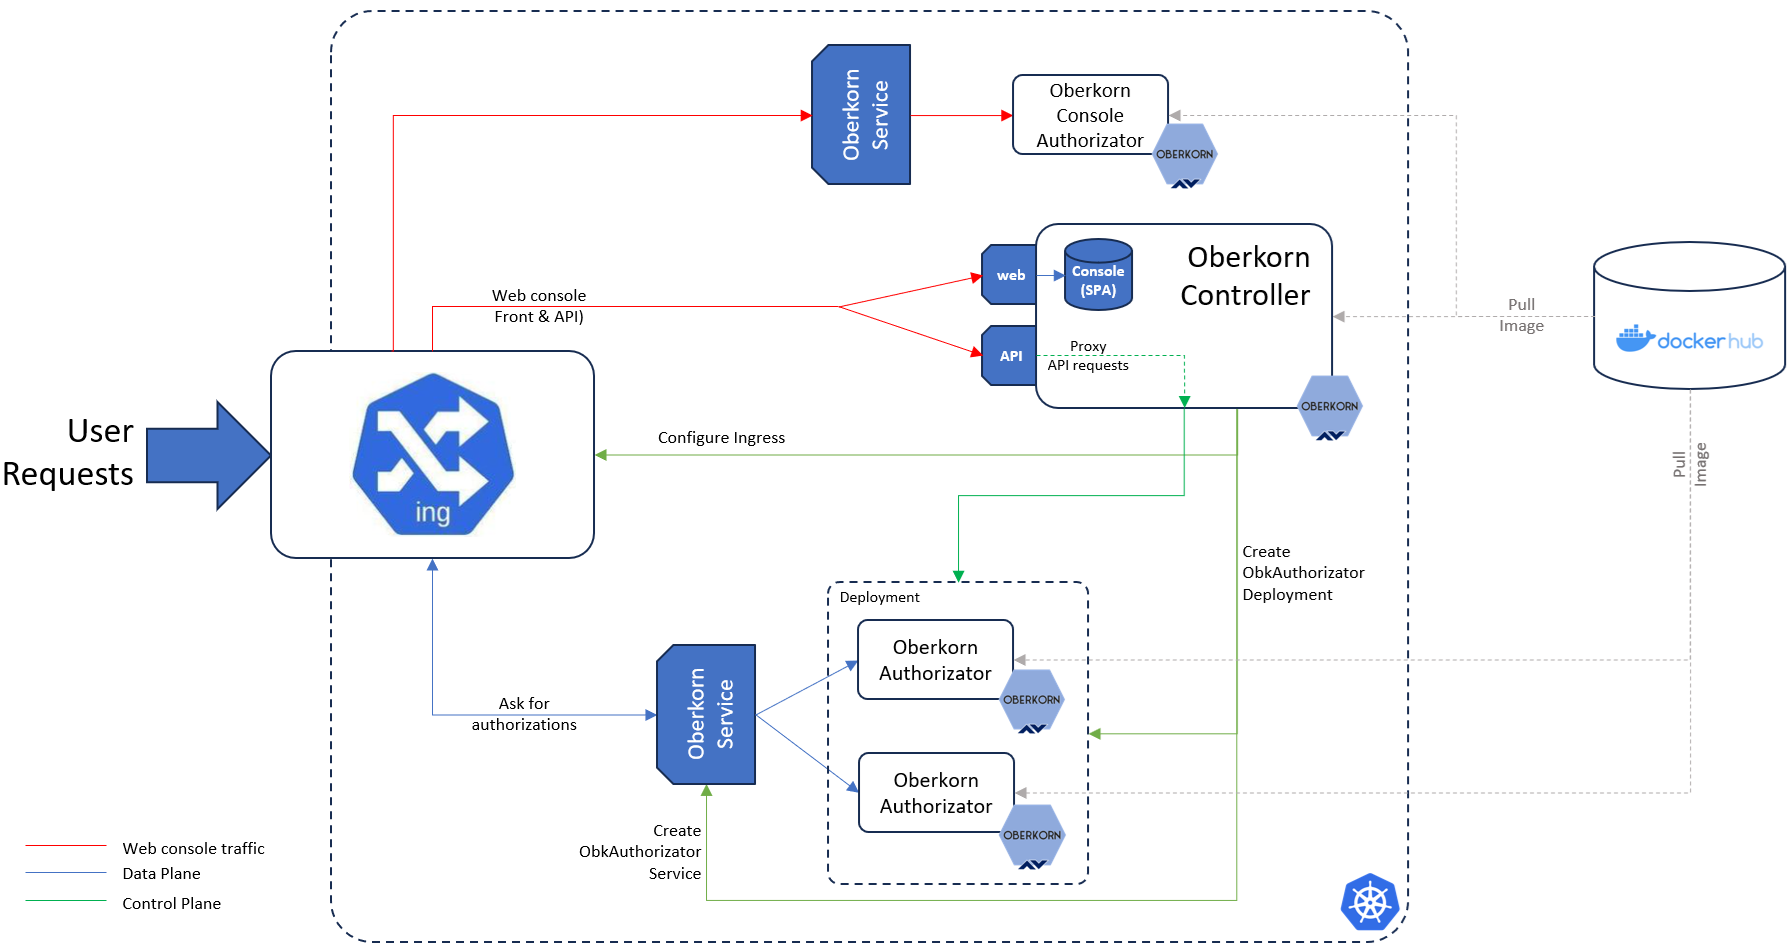 Oberkorn
Service
Oberkorn
Console
Authorizator
OBERKORN
web
Console
(SPA)
Oberkorn
Controller
Web console
Front & API)
API
Proxy
API requests
OBERKORN
Pull
Image
dockerhub
User
Requests
ing
Configure Ingress
Pull
Image
Create
ObkAuthorizator
Deployment
Deployment
Oberkorn
Authorizator
OBERKORN
Ask for
authorizations
Oberkorn
Service
Oberkorn
Authorizator
OBERKORN
Create
ObkAuthorizator
Service
Web console traffic
Data Plane
Control Plane